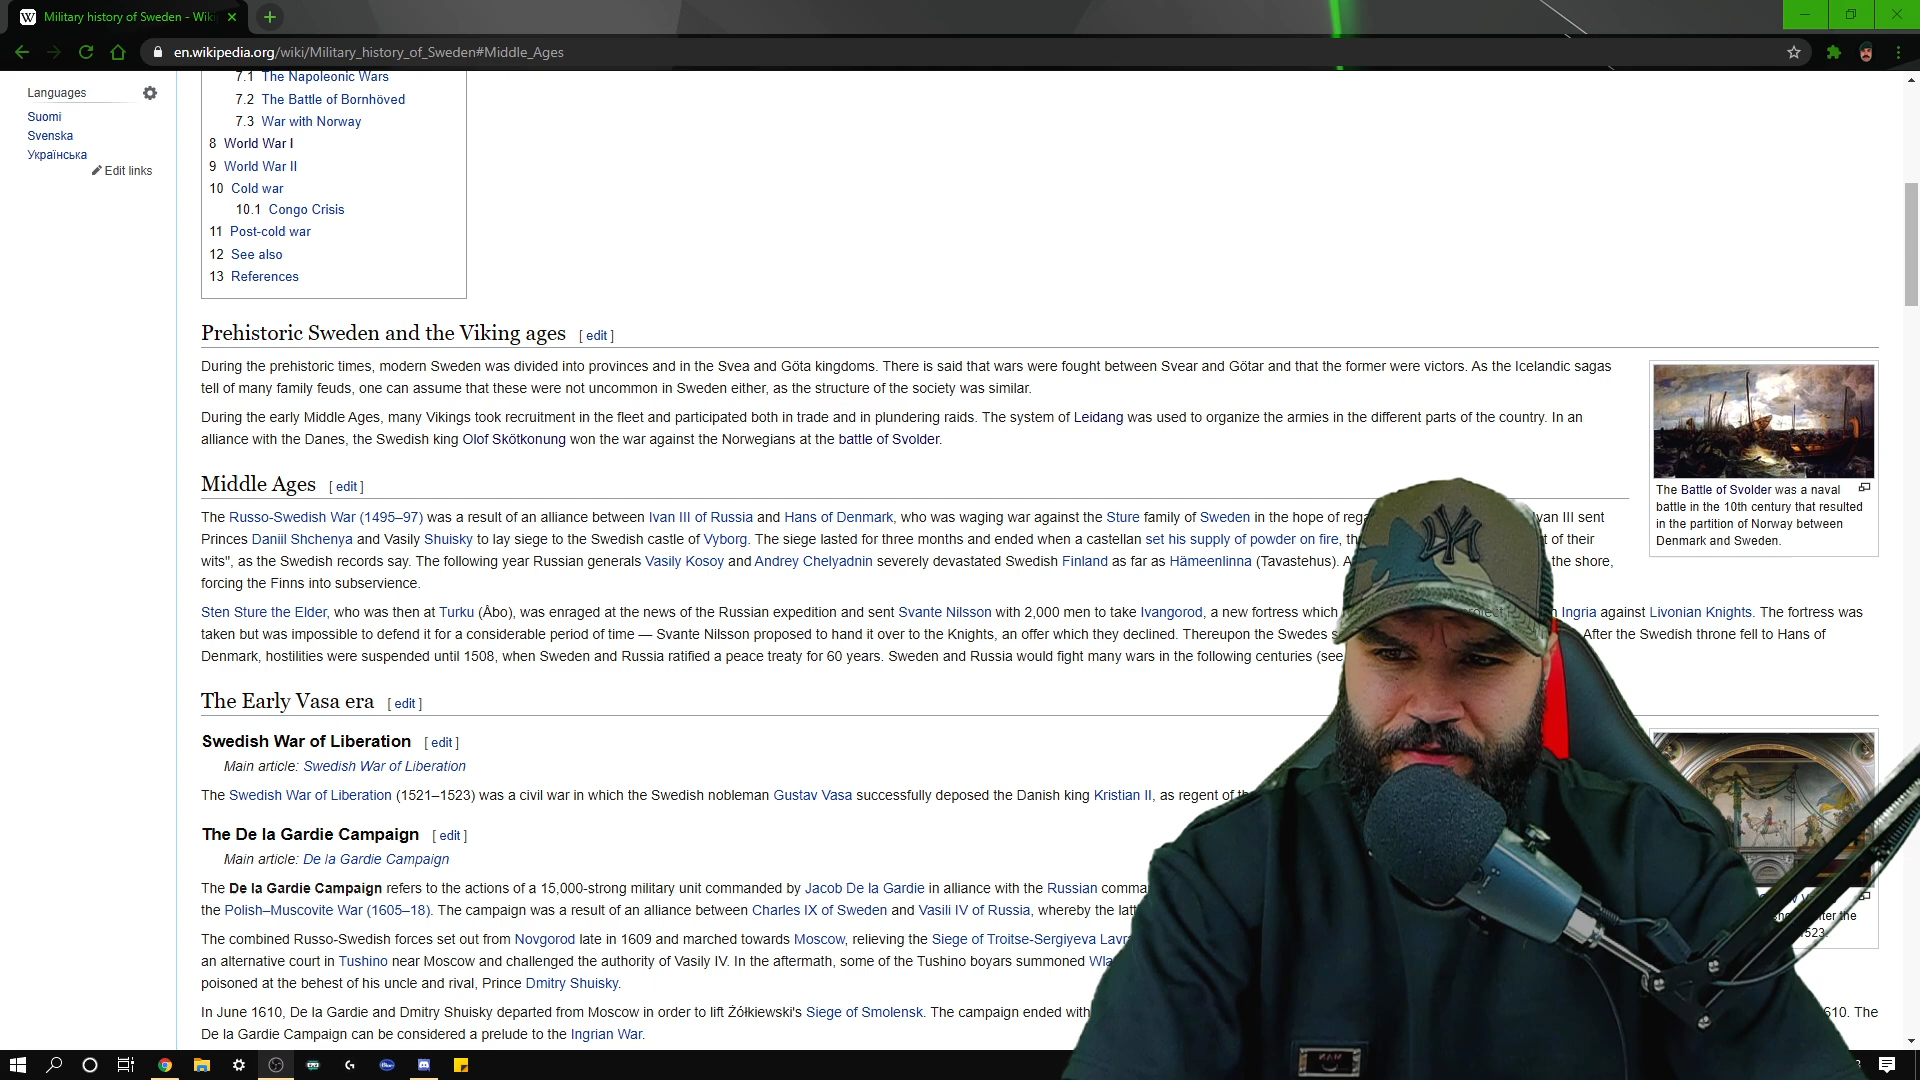 Military history of Sweden - Wiki
en.wikipedia.org/wiki/Military_history_of_Sweden#Middle_Ages
Languages
Suomi
Svenska
Українська
Edit links
7.1 The Napoleonic Wars
7.2 The Battle of Bornhöved
7.3 War with Norway
8 World War I
9 World War II
10 Cold war
10.1 Congo Crisis
11 Post-cold war
12 See also
13 References
Prehistoric Sweden and the Viking ages [ edit ]
During the prehistoric times, modern Sweden was divided into provinces and in the Svea and Göta kingdoms. There is said that wars were fought between Svear and Götar and that the former were victors. As the Icelandic sagas
tell of many family feuds, one can assume that these were not uncommon in Sweden either, as the structure of the society was similar.
During the early Middle Ages, many Vikings took recruitment in the fleet and participated both in trade and in plundering raids. The system of Leidang was used to organize the armies in the different parts of the country. In an
alliance with the Danes, the Swedish king Olof Skötkonung won the war against the Norwegians at the battle of Svolder.
The Battle of Svolder was a naval
battle in the 10th century that resulted
in the partition of Norway between
Denmark and Sweden.
Middle Ages [ edit ]
The Russo-Swedish War (1495–97) was a result of an alliance between Ivan III of Russia and Hans of Denmark, who was waging war against the Sture family of Sweden in the hope of Ivan III sent
Princes Daniil Shchenya and Vasily Shuisky to lay siege to the Swedish castle of Vyborg. The siege lasted for three months and ended when a castellan set his supply of powder on fire, of their
wits", as the Swedish records say. The following year Russian generals Vasily Kosoy and Andrey Chelyadnin severely devastated Swedish Finland as far as Hämeenlinna (Tavastehus). the shore,
forcing the Finns into subservience.
Sten Sture the Elder, who was then at Turku (Åbo), was enraged at the news of the Russian expedition and sent Svante Nilsson with 2,000 men to take Ivangorod, a new fortress which Ingria against Livonian Knights. The fortress was
taken but was impossible to defend it for a considerable period of time — Svante Nilsson proposed to hand it over to the Knights, an offer which they declined. Thereupon the Swedes After the Swedish throne fell to Hans of
Denmark, hostilities were suspended until 1508, when Sweden and Russia ratified a peace treaty for 60 years. Sweden and Russia would fight many wars in the following centuries (see
The Early Vasa era [ edit ]
Swedish War of Liberation [ edit ]
Main article: Swedish War of Liberation
The Swedish War of Liberation (1521–1523) was a civil war in which the Swedish nobleman Gustav Vasa successfully deposed the Danish king Kristian II, as regent of
The De la Gardie Campaign [ edit ]
Main article: De la Gardie Campaign
The De la Gardie Campaign refers to the actions of a 15,000-strong military unit commanded by Jacob De la Gardie in alliance with the Russian
the Polish–Muscovite War (1605–18). The campaign was a result of an alliance between Charles IX of Sweden and Vasili IV of Russia, whereby the
The combined Russo-Swedish forces set out from Novgorod late in 1609 and marched towards Moscow, relieving the Siege of Troitse-Sergiyeva
an alternative court in Tushino near Moscow and challenged the authority of Vasily IV. In the aftermath, some of the Tushino boyars summoned
poisoned at the behest of his uncle and rival, Prince Dmitry Shuisky.
In June 1610, De la Gardie and Dmitry Shuisky departed from Moscow in order to lift Żółkiewski's Siege of Smolensk. The campaign ended with The
De la Gardie Campaign can be considered a prelude to the Ingrian War.
the
1523.
NY